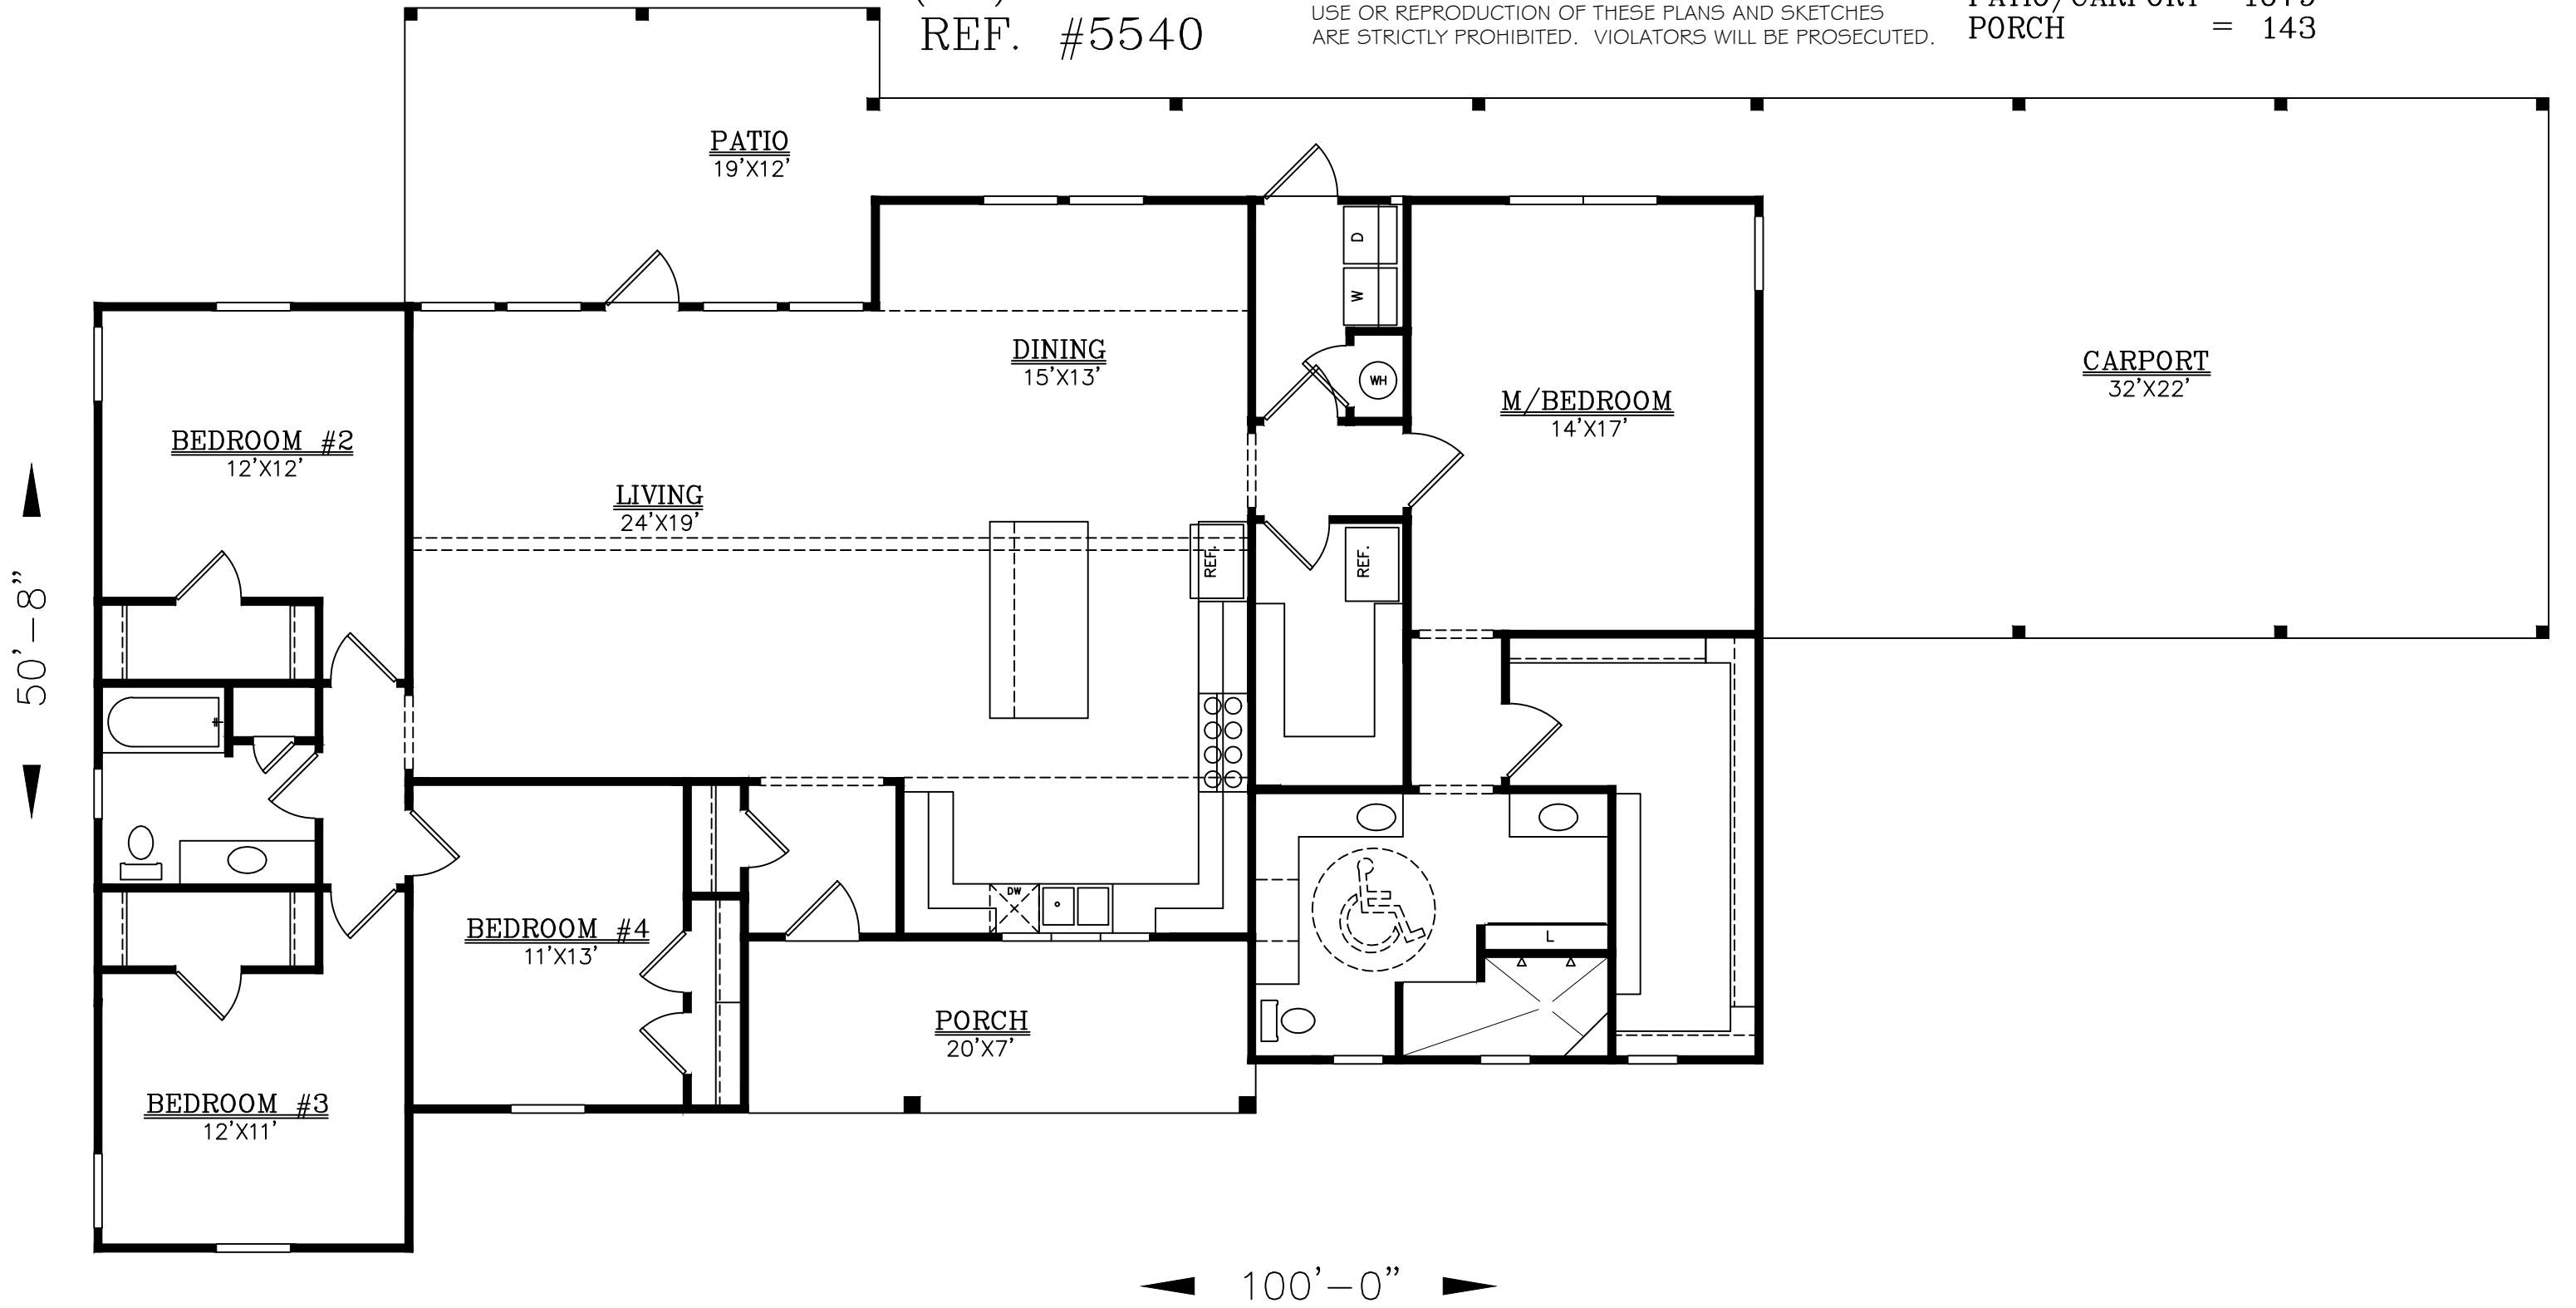 REF. #5540
USE OR REPRODUCTION OF THESE PLANS AND SKETCHES
ARE STRICTLY PROHIBITED. VIOLATORS WILL BE PROSECUTED.
PORCH = 143
PATIO
19'X12'
D
W
WH
DINING
15'X13'
M/BEDROOM
14'X17'
CARPORT
32'X22'
BEDROOM #2
12'X12'
LIVING
24'X19'
REF.
REF.
50'-8"
DW
BEDROOM #4
11'X13'
L
PORCH
20'X7'
BEDROOM #3
12'X11'
100'-0"